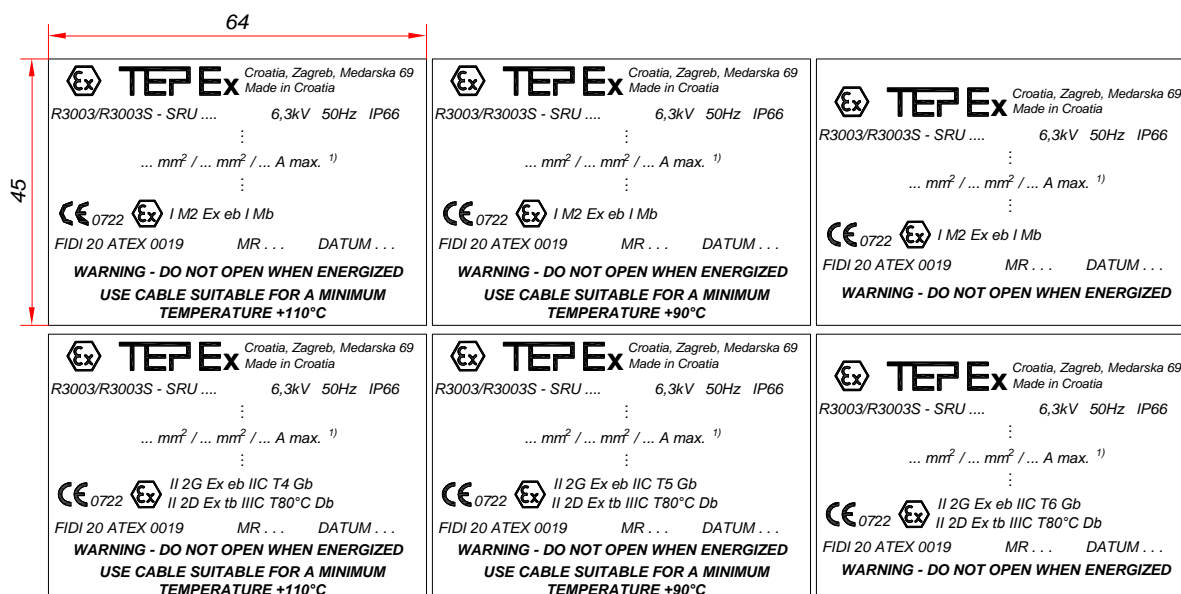 64
45
Ex TEP Ex Croatia, Zagreb, Medarska 69
Made in Croatia
R3003/R3003S - SRU .... 6,3kV 50Hz IP66
⋮
... mm² / ... mm² / ... A max. ¹⁾
⋮
CE 0722 Ex I M2 Ex eb I Mb
FIDI 20 ATEX 0019 MR . . . DATUM . . .
WARNING - DO NOT OPEN WHEN ENERGIZED
USE CABLE SUITABLE FOR A MINIMUM
TEMPERATURE +110°C
Ex TEP Ex Croatia, Zagreb, Medarska 69
Made in Croatia
R3003/R3003S - SRU .... 6,3kV 50Hz IP66
⋮
... mm² / ... mm² / ... A max. ¹⁾
⋮
CE 0722 Ex I M2 Ex eb I Mb
FIDI 20 ATEX 0019 MR . . . DATUM . . .
WARNING - DO NOT OPEN WHEN ENERGIZED
USE CABLE SUITABLE FOR A MINIMUM
TEMPERATURE +90°C
Ex TEP Ex Croatia, Zagreb, Medarska 69
Made in Croatia
R3003/R3003S - SRU .... 6,3kV 50Hz IP66
⋮
... mm² / ... mm² / ... A max. ¹⁾
⋮
CE 0722 Ex I M2 Ex eb I Mb
FIDI 20 ATEX 0019 MR . . . DATUM . . .
WARNING - DO NOT OPEN WHEN ENERGIZED
Ex TEP Ex Croatia, Zagreb, Medarska 69
Made in Croatia
R3003/R3003S - SRU .... 6,3kV 50Hz IP66
⋮
... mm² / ... mm² / ... A max. ¹⁾
⋮
II 2G Ex eb IIC T4 Gb
CE 0722 Ex II 2D Ex tb IIIC T80°C Db
FIDI 20 ATEX 0019 MR . . . DATUM . . .
WARNING - DO NOT OPEN WHEN ENERGIZED
USE CABLE SUITABLE FOR A MINIMUM
TEMPERATURE +110°C
Ex TEP Ex Croatia, Zagreb, Medarska 69
Made in Croatia
R3003/R3003S - SRU .... 6,3kV 50Hz IP66
⋮
... mm² / ... mm² / ... A max. ¹⁾
⋮
II 2G Ex eb IIC T5 Gb
CE 0722 Ex II 2D Ex tb IIIC T80°C Db
FIDI 20 ATEX 0019 MR . . . DATUM . . .
WARNING - DO NOT OPEN WHEN ENERGIZED
USE CABLE SUITABLE FOR A MINIMUM
TEMPERATURE +90°C
Ex TEP Ex Croatia, Zagreb, Medarska 69
Made in Croatia
R3003/R3003S - SRU .... 6,3kV 50Hz IP66
⋮
... mm² / ... mm² / ... A max. ¹⁾
⋮
II 2G Ex eb IIC T6 Gb
CE 0722 Ex II 2D Ex tb IIIC T80°C Db
FIDI 20 ATEX 0019 MR . . . DATUM . . .
WARNING - DO NOT OPEN WHEN ENERGIZED